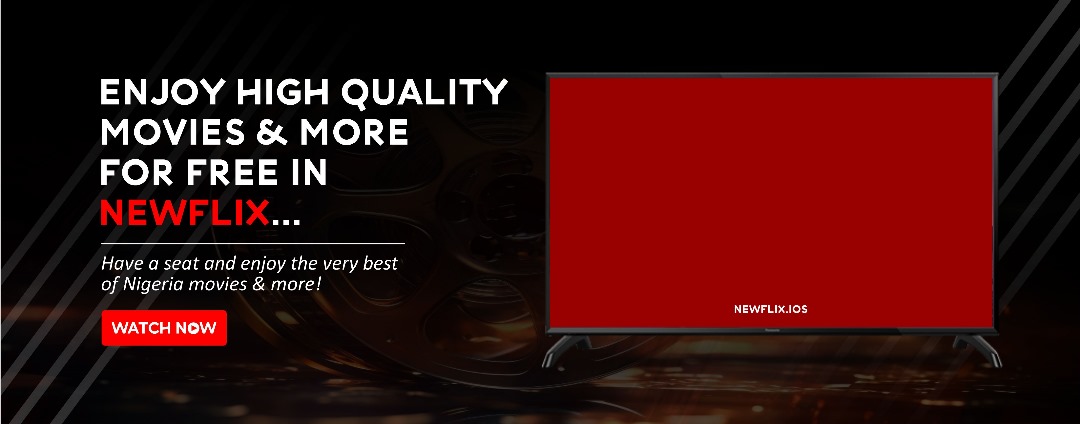 ENJOY HIGH QUALITY
MOVIES & MORE
FOR FREE IN
NEWFLIX...
Have a seat and enjoy the very best
of Nigeria movies & more!
WATCH NOW
NEWFLIX.IOS
Panasonic